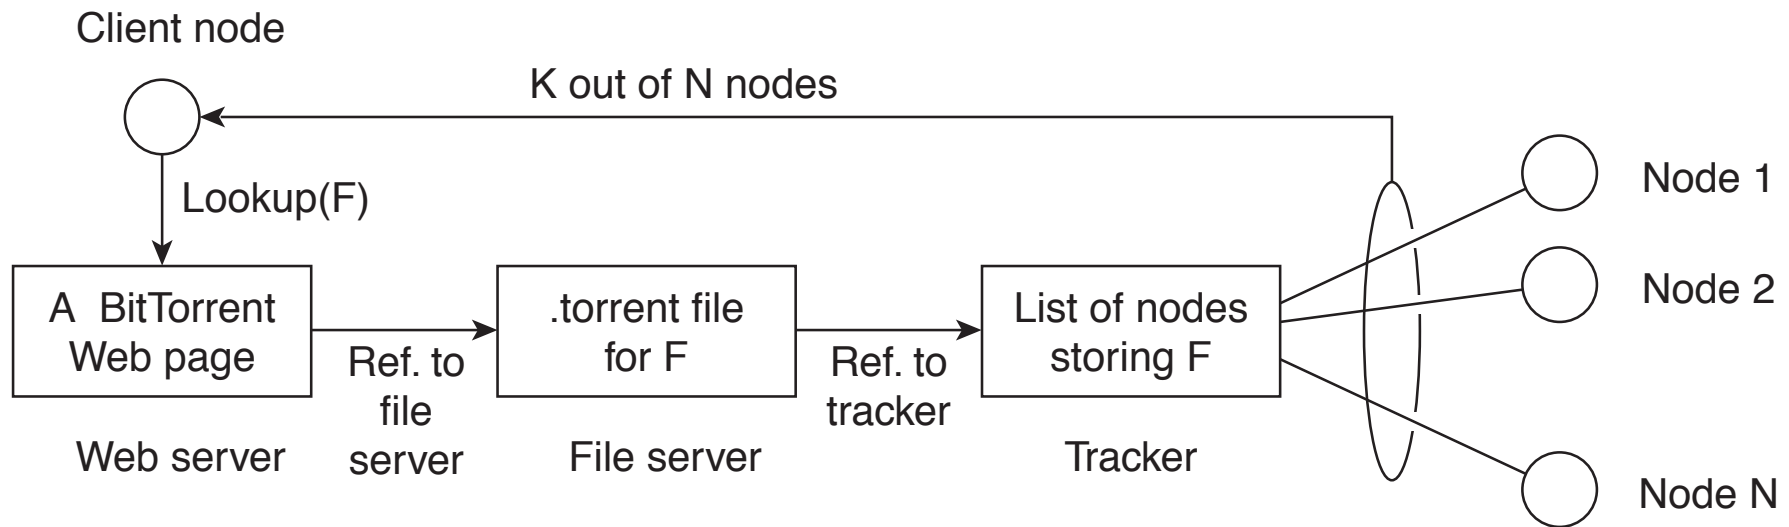 Client node
K out of N nodes
Lookup(F)
Node 1
Node 2
A BitTorrent
Web page
.torrent file
for F
List of nodes
storing F
Ref. to
file
server
Ref. to
tracker
Web server
File server
Tracker
Node N